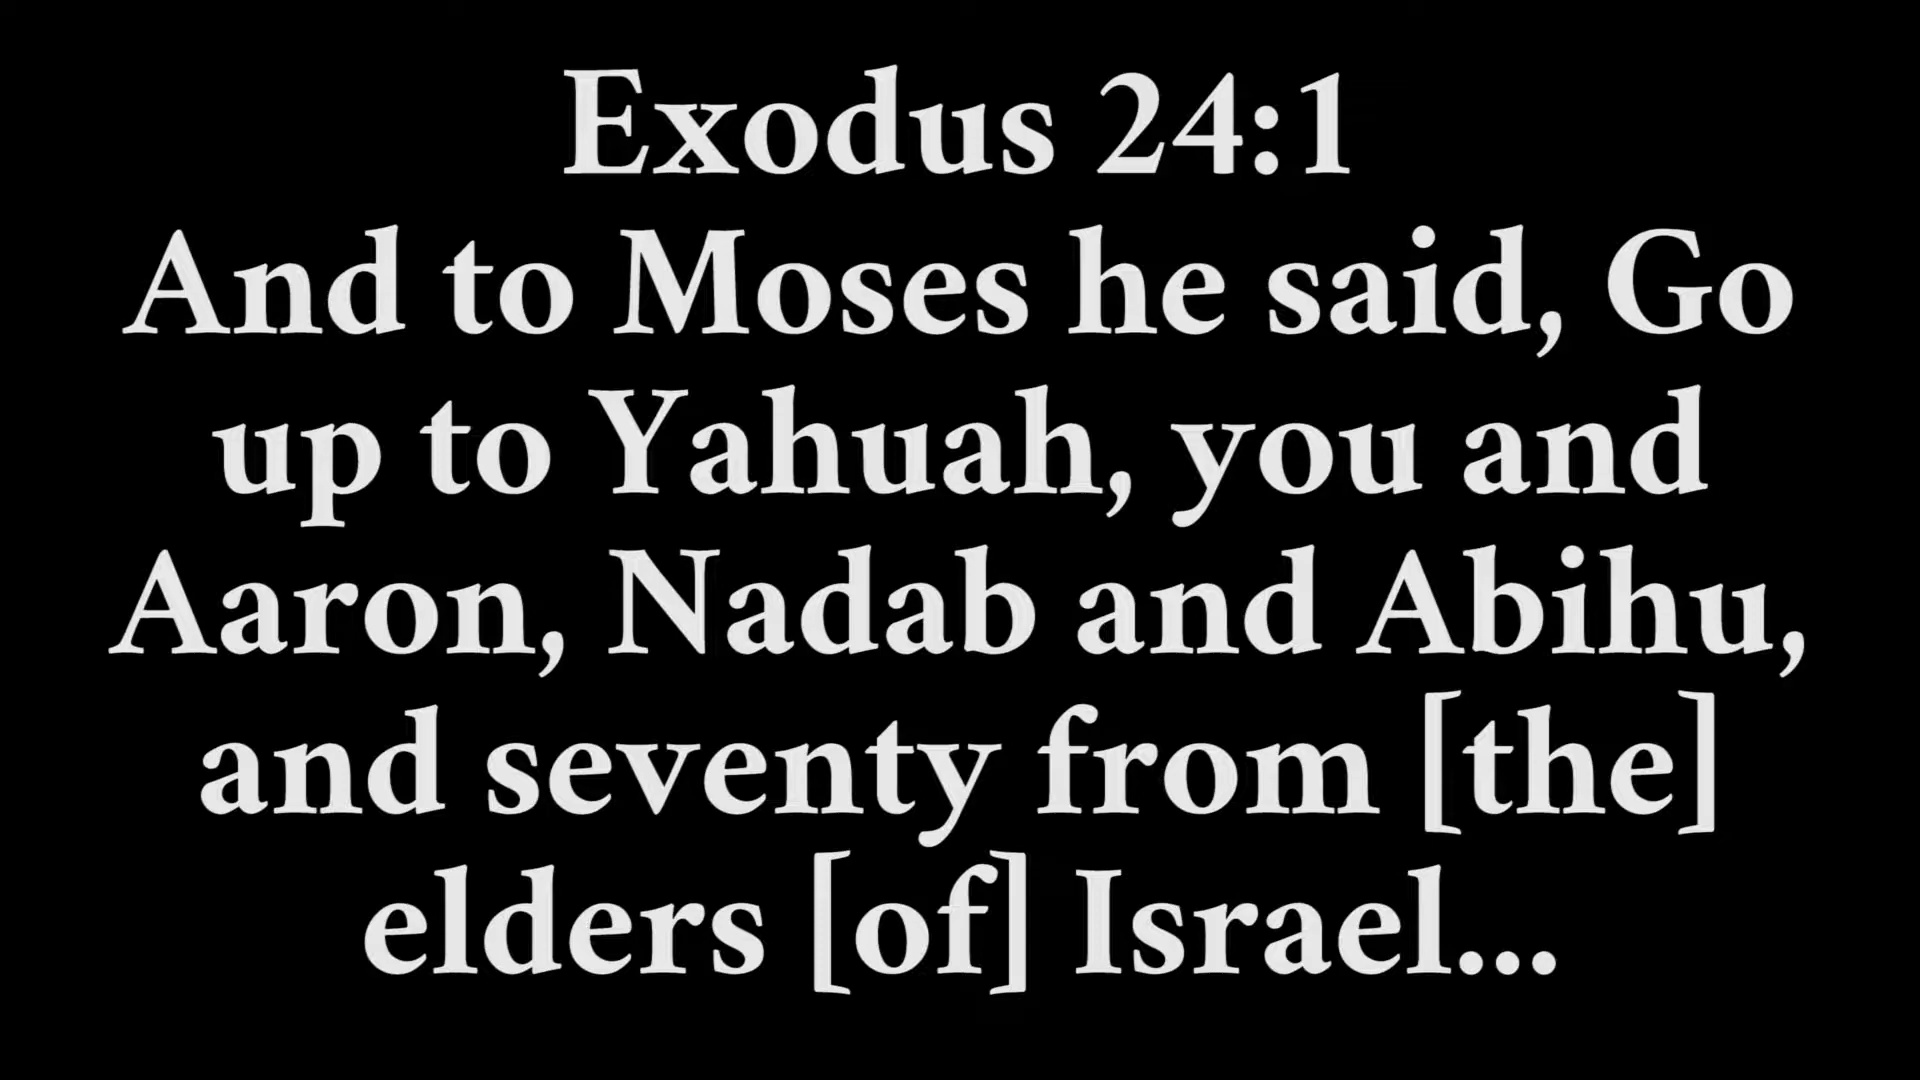 Exodus 24:1
And to Moses he said, Go
up to Yahuah, you and
Aaron, Nadab and Abihu,
and seventy from [the]
elders [of] Israel...